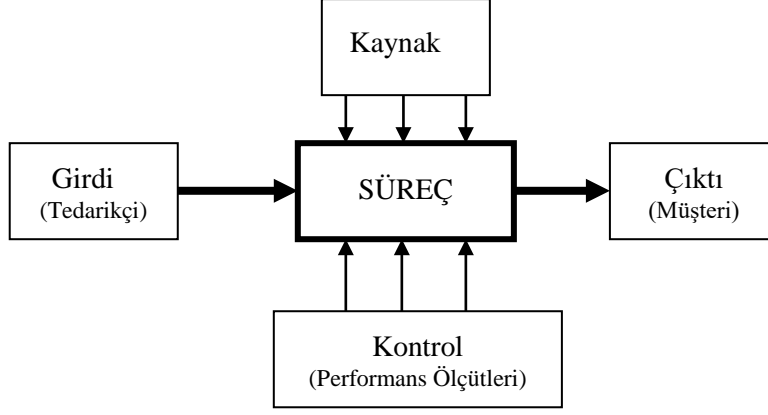 Kaynak
Girdi
(Tedarikçi)
SÜREÇ
Çıktı
(Müşteri)
Kontrol
(Performans Ölçütleri)